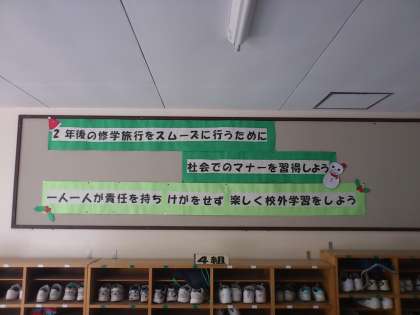 2年後の修学旅行をスムーズに行うために
社会でのマナーを習得しよう
一人一人が責任を持ち けがをせず 楽しく校外学習をしよう
4組